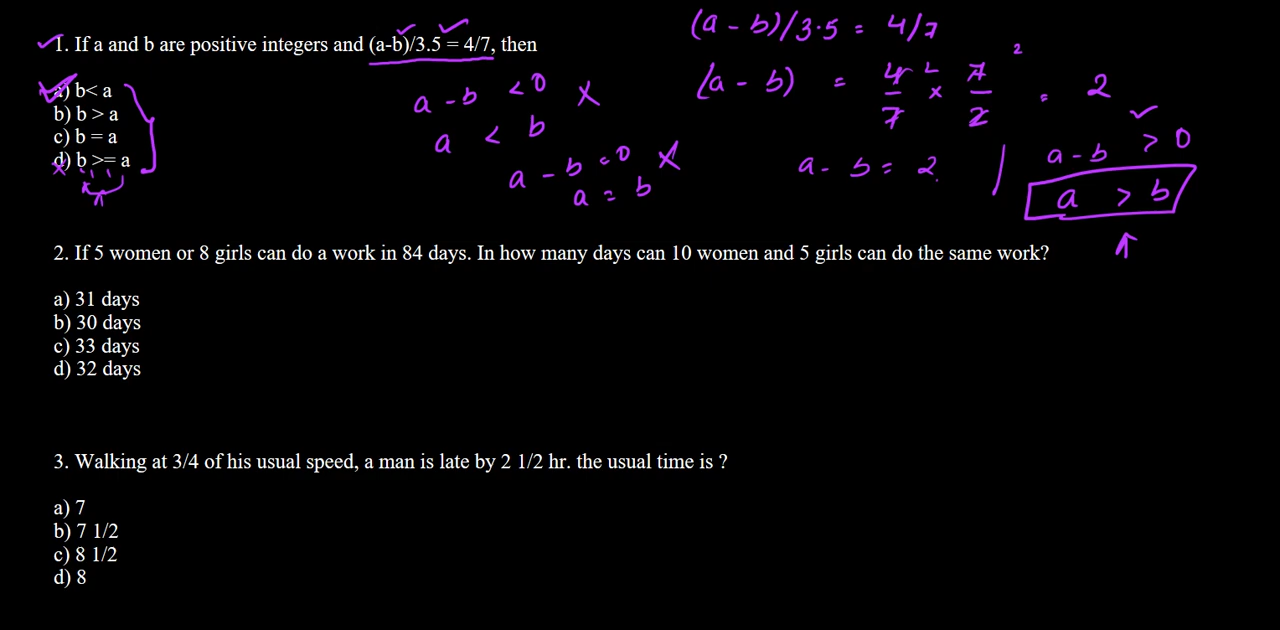 1. If a and b are positive integers and (a-b)/3.5 = 4/7, then
a) b< a
b) b > a
c) b = a
d) b >= a
a - b < 0 ×
a < b
a - b = 0 ×
a = b
(a - b)/3.5 = 4/7
(a - b) = 4/7 × 7/2 = 2
2
a - b = 2
a - b > 0
a > b
2. If 5 women or 8 girls can do a work in 84 days. In how many days can 10 women and 5 girls can do the same work?
a) 31 days
b) 30 days
c) 33 days
d) 32 days
3. Walking at 3/4 of his usual speed, a man is late by 2 1/2 hr. the usual time is ?
a) 7
b) 7 1/2
c) 8 1/2
d) 8